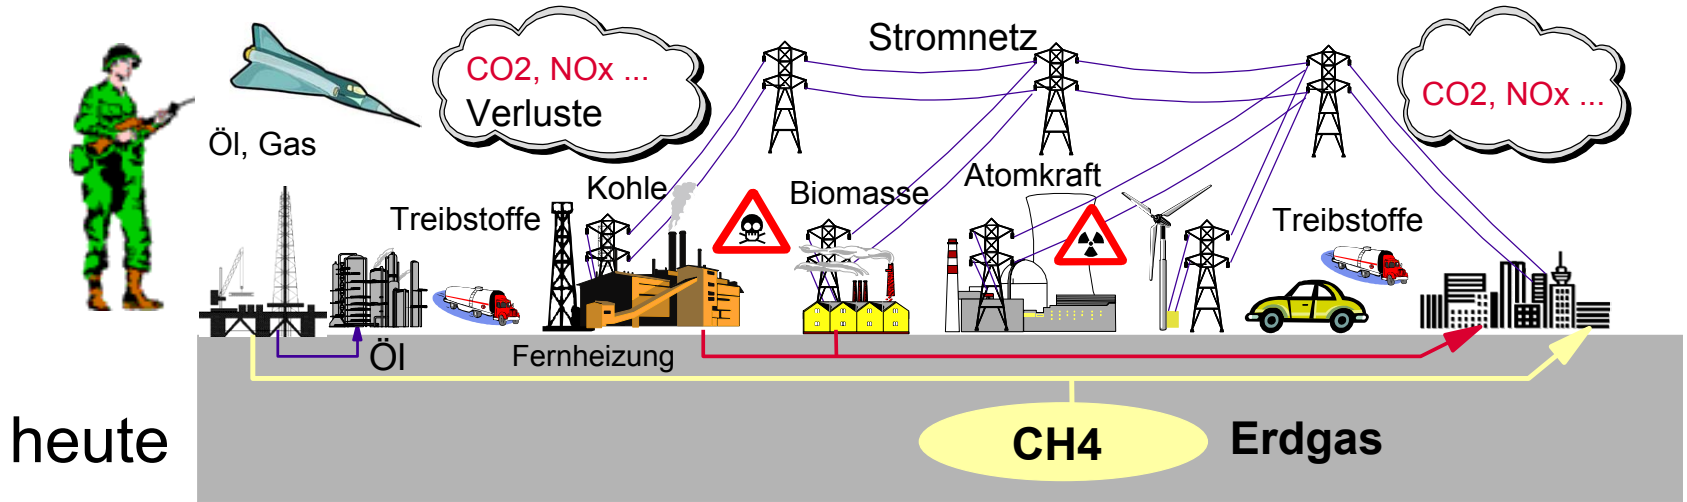 Stromnetz
CO2, NOx ...
Verluste
CO2, NOx ...
Öl, Gas
Kohle
Biomasse
Atomkraft
Treibstoffe
Treibstoffe
Öl
Fernheizung
heute
CH4
Erdgas